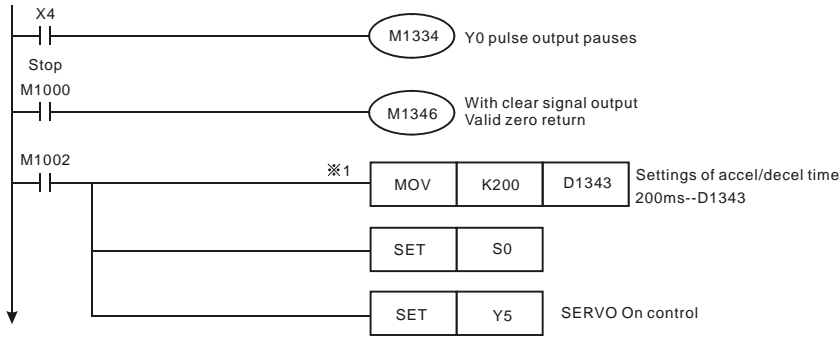 X4
M1334 Y0 pulse output pauses
Stop
M1000
M1346 With clear signal output
Valid zero return
M1002
※1 MOV K200 D1343 Settings of accel/decel time
200ms--D1343
SET S0
SET Y5 SERVO On control